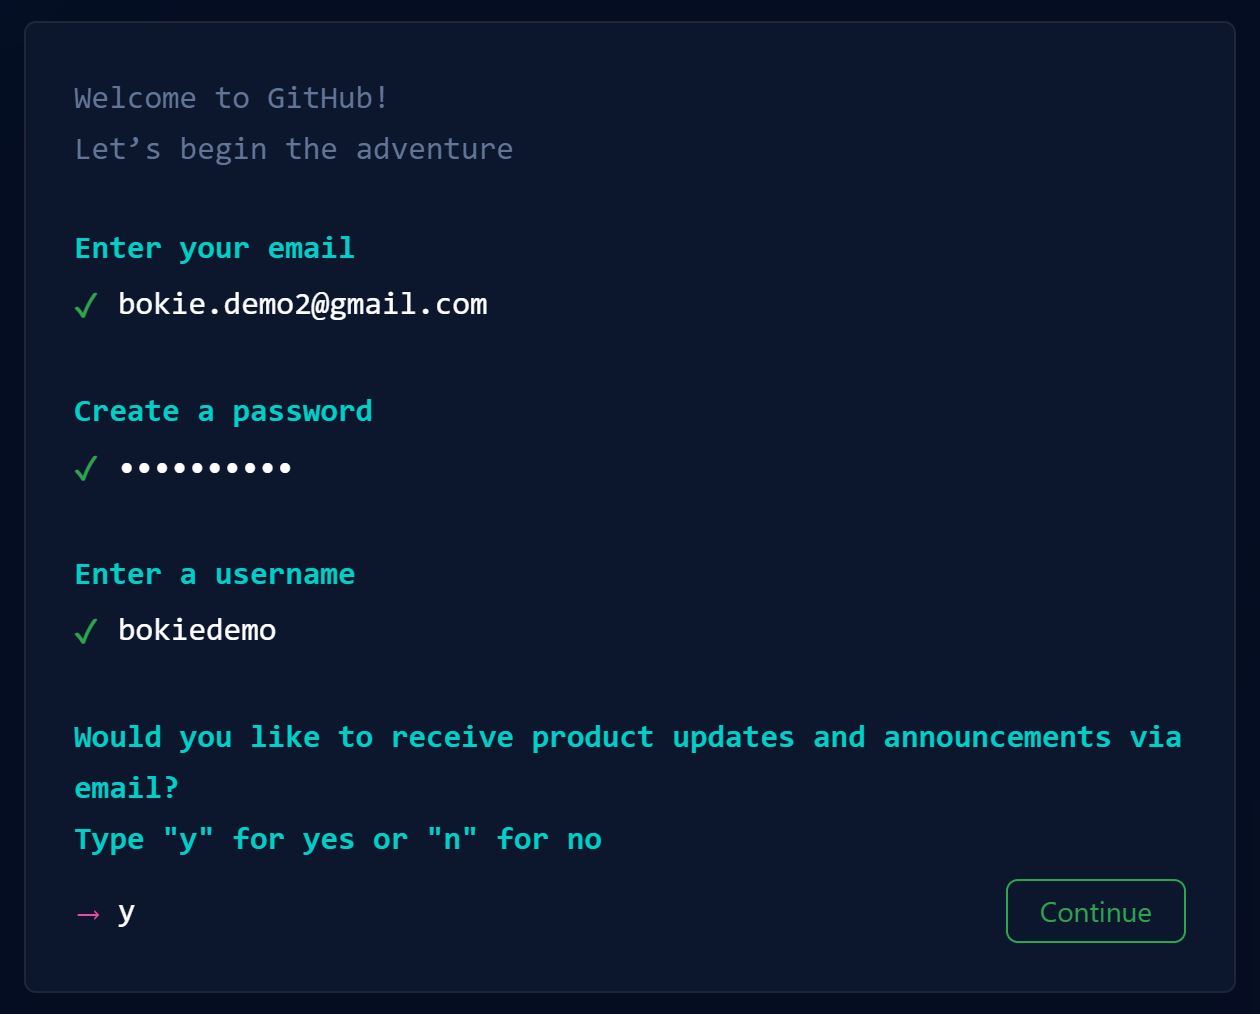 Welcome to GitHub!
Let’s begin the adventure
Enter your email
✓ bokie.demo2@gmail.com
Create a password
✓ ••••••••••
Enter a username
✓ bokiedemo
Would you like to receive product updates and announcements via
email?
Type "y" for yes or "n" for no
→ y
Continue